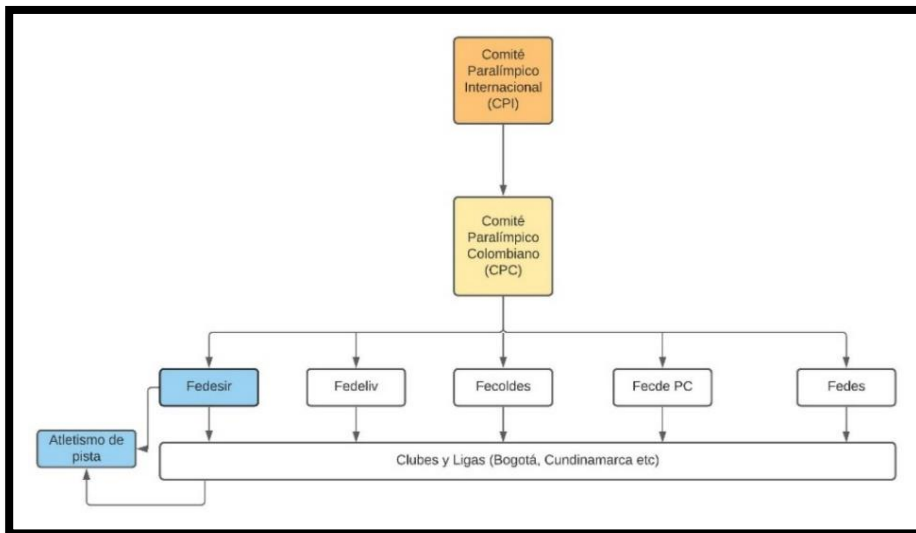 Comité
Paralímpico
Internacional
(CPI)
Comité
Paralímpico
Colombiano
(CPC)
Fedesir
Fedeliv
Fecoldes
Fecde PC
Fedes
Atletismo de
pista
Clubes y Ligas (Bogotá, Cundinamarca etc)